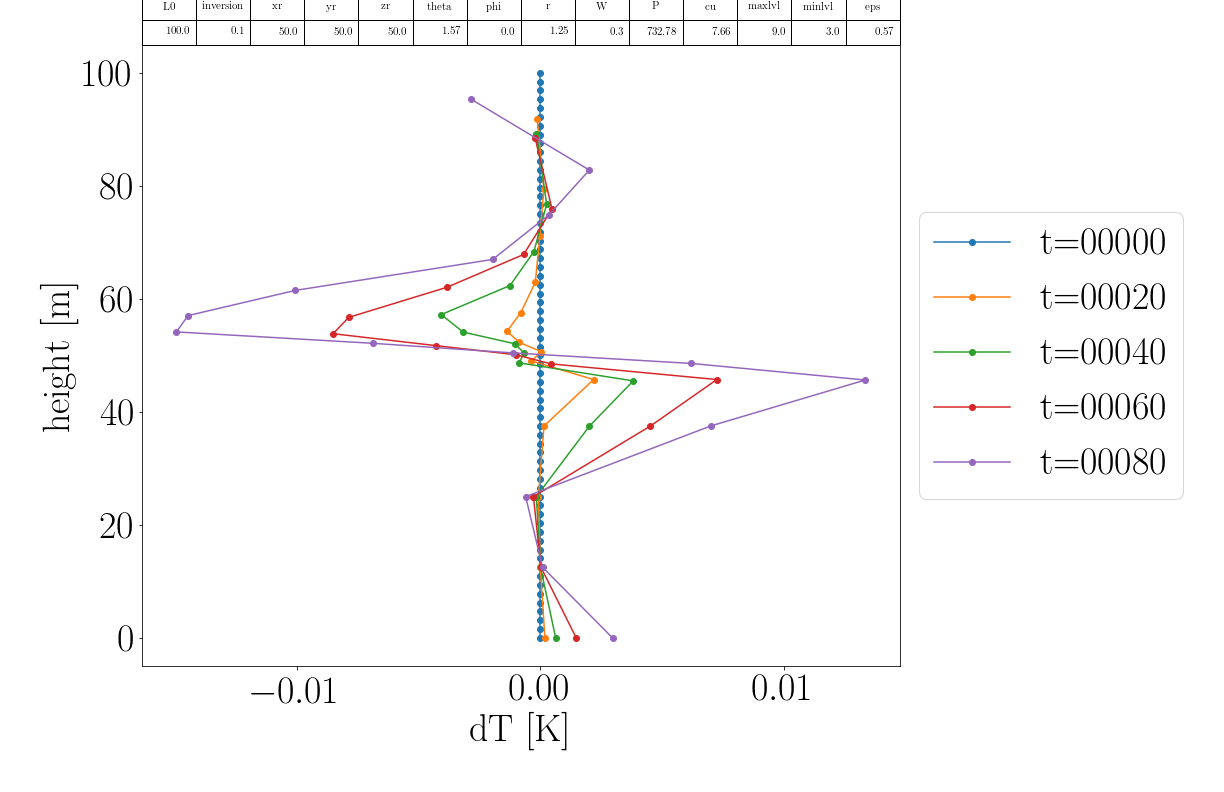 L0 inversion xr yr zr theta phi r W P cu maxlvl minlvl eps
100.0 0.1 50.0 50.0 50.0 1.57 0.0 1.25 0.3 732.78 7.66 9.0 3.0 0.57
100
80
60
40
20
0
height [m]
−0.01 0.00 0.01
dT [K]
t=00000
t=00020
t=00040
t=00060
t=00080